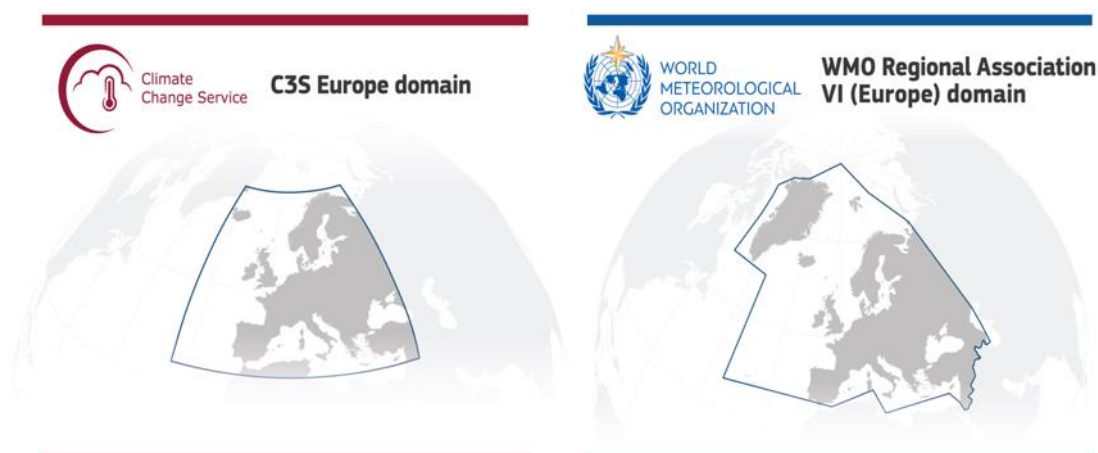 Climate
Change Service
C3S Europe domain
WORLD
METEOROLOGICAL
ORGANIZATION
WMO Regional Association
VI (Europe) domain